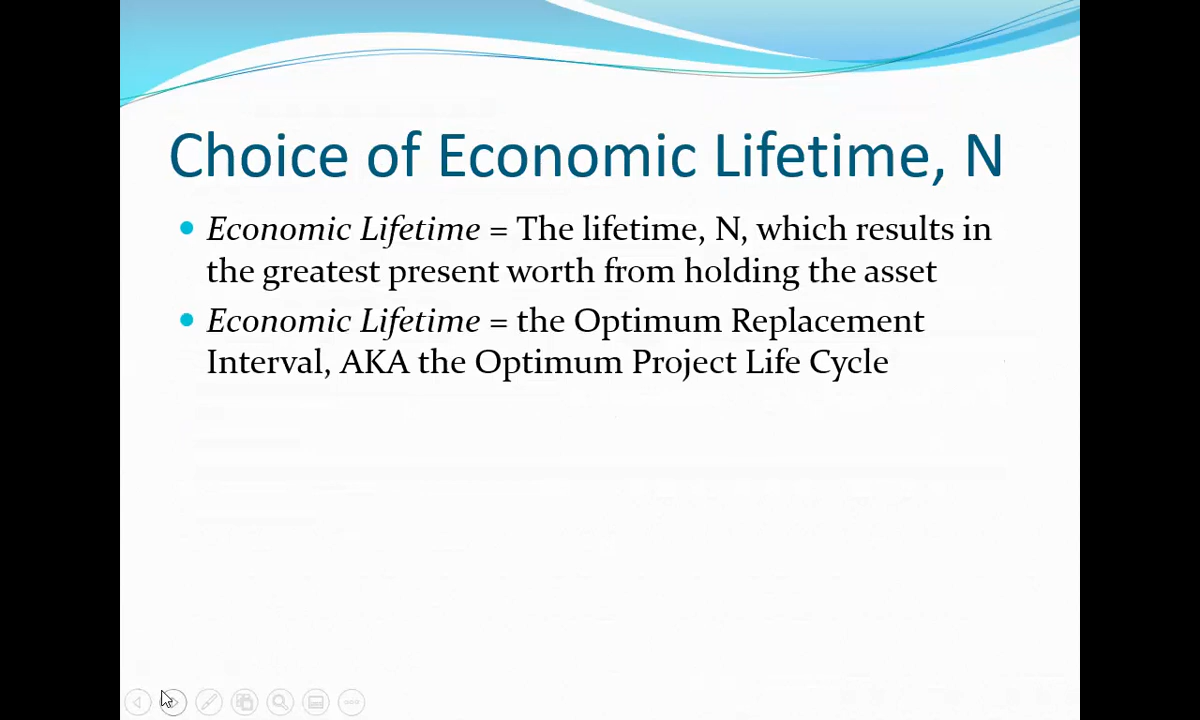 Choice of Economic Lifetime, N
Economic Lifetime = The lifetime, N, which results in
the greatest present worth from holding the asset
Economic Lifetime = the Optimum Replacement
Interval, AKA the Optimum Project Life Cycle